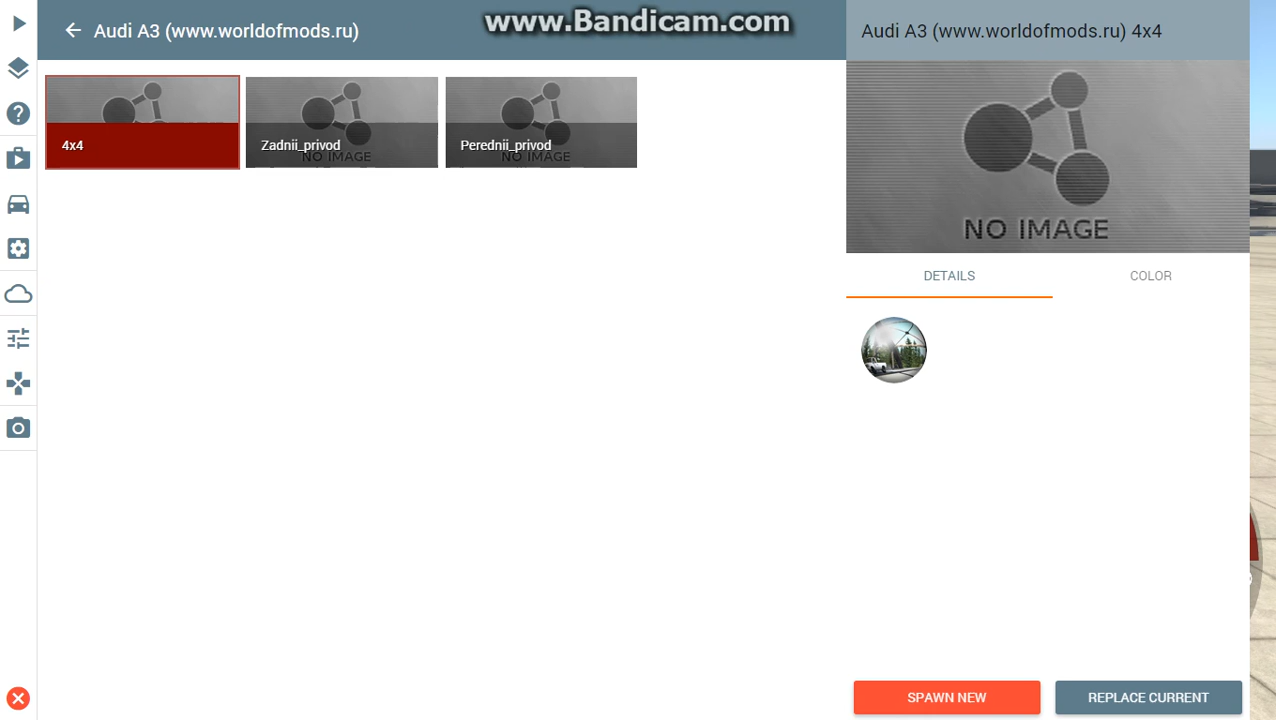 www.Bandicam.com
Audi A3 (www.worldofmods.ru)
4x4
Zadnii_privod
NO IMAGE
Perednii_privod
NO IMAGE
Audi A3 (www.worldofmods.ru) 4x4
NO IMAGE
DETAILS
COLOR
SPAWN NEW
REPLACE CURRENT